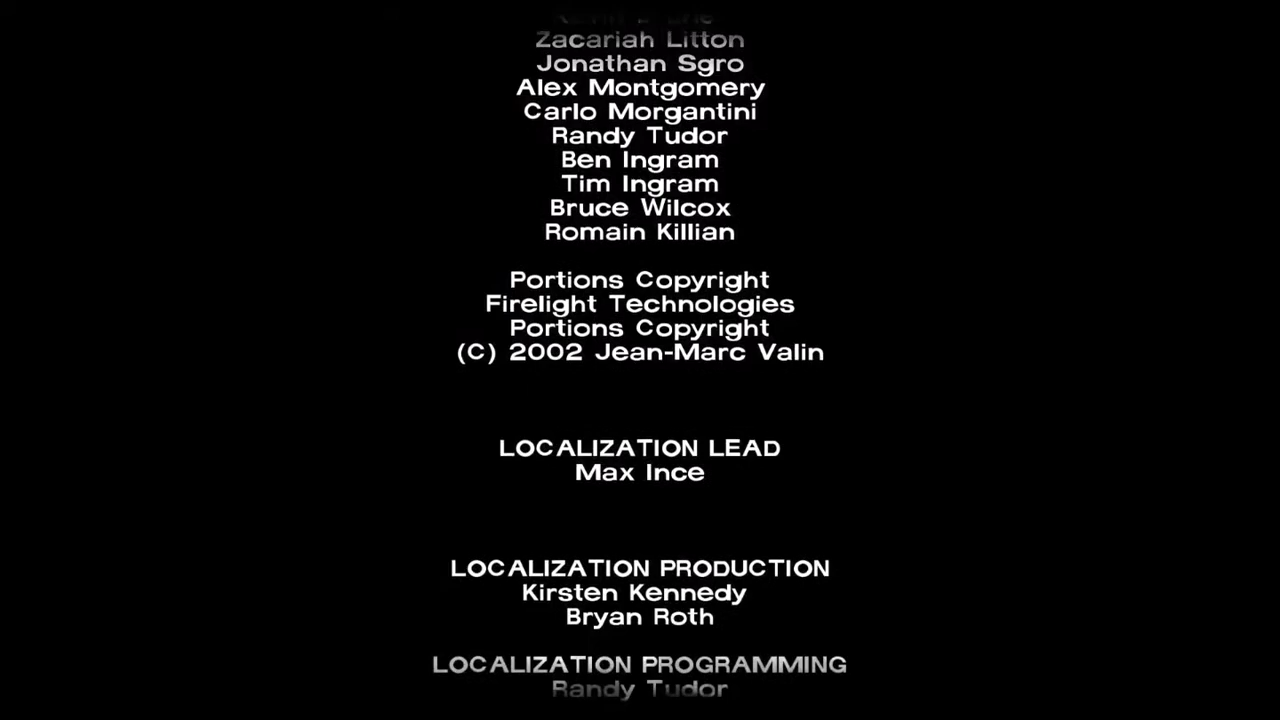 Zacariah Litton
Jonathan Sgro
Alex Montgomery
Carlo Morgantini
Randy Tudor
Ben Ingram
Tim Ingram
Bruce Wilcox
Romain Killian
Portions Copyright
Firelight Technologies
Portions Copyright
(C) 2002 Jean-Marc Valin
LOCALIZATION LEAD
Max Ince
LOCALIZATION PRODUCTION
Kirsten Kennedy
Bryan Roth
LOCALIZATION PROGRAMMING
Randy Tudor